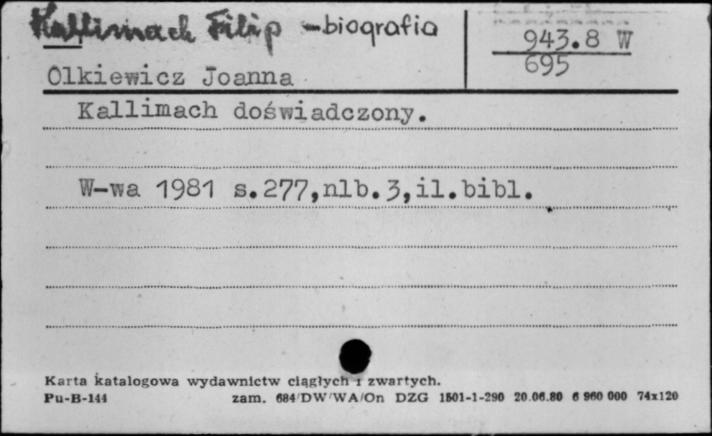 Kallimach Filip - biografia
943.8 W
695
Olkiewicz Joanna
Kallimach doświadczony.
W-wa 1981 s.277,nlb.3,il.bibl.
Karta katalogowa wydawnictw ciągłych i zwartych.
Pu-B-144 zam. 684/DW/WA/On DZG 1501-1-290 20.06.80 6 960 000 74x120